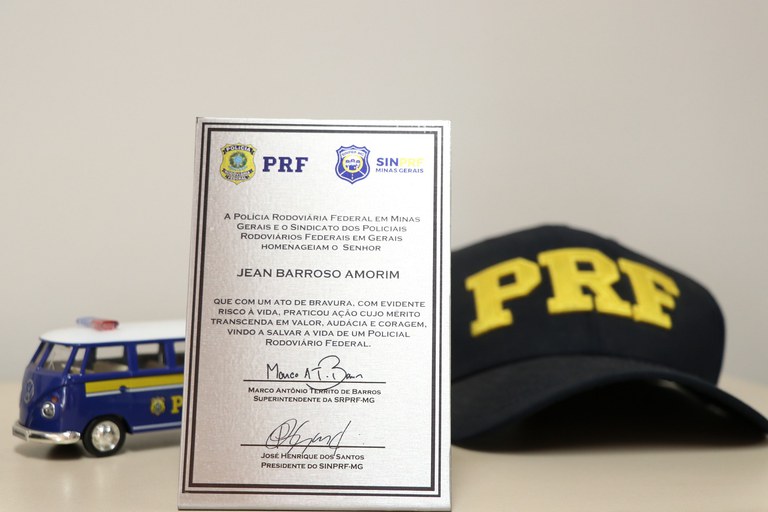 POLÍCIA
PRF
SINPRF
MINAS GERAIS
A POLÍCIA RODOVIÁRIA FEDERAL EM MINAS
GERAIS E O SINDICATO DOS POLICIAIS
RODOVIÁRIOS FEDERAIS EM GERAIS
HOMENAGEIAM O SENHOR
JEAN BARROSO AMORIM
QUE COM UM ATO DE BRAVURA, COM EVIDENTE
RISCO À VIDA, PRATICOU AÇÃO CUJO MÉRITO
TRANSCENDA EM VALOR, AUDÁCIA E CORAGEM,
VINDO A SALVAR A VIDA DE UM POLICIAL
RODOVIÁRIO FEDERAL.
MARCO ANTÔNIO TERRITO DE BARROS
SUPERINTENDENTE DA SRPRF-MG
JOSÉ HENRIQUE DOS SANTOS
PRESIDENTE DO SINPRF-MG
PRF
P